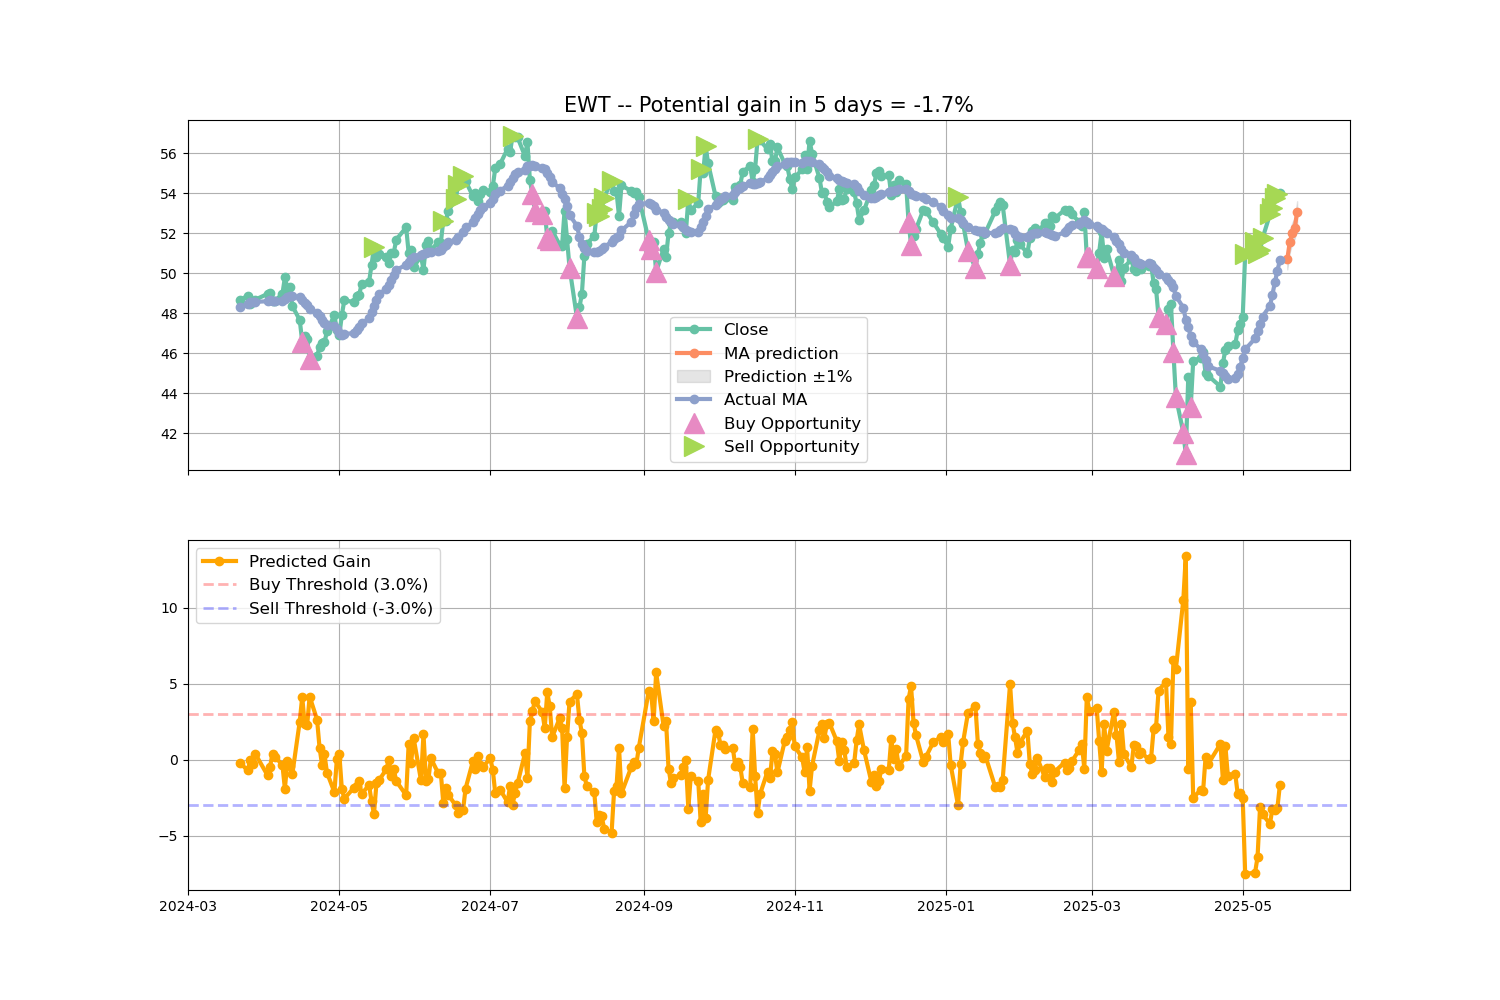 EWT -- Potential gain in 5 days = -1.7%
56
54
52
50
48
46
44
42
Close
MA prediction
Prediction ±1%
Actual MA
Buy Opportunity
Sell Opportunity
Predicted Gain
Buy Threshold (3.0%)
Sell Threshold (-3.0%)
10
5
0
−5
2024-03 2024-05 2024-07 2024-09 2024-11 2025-01 2025-03 2025-05